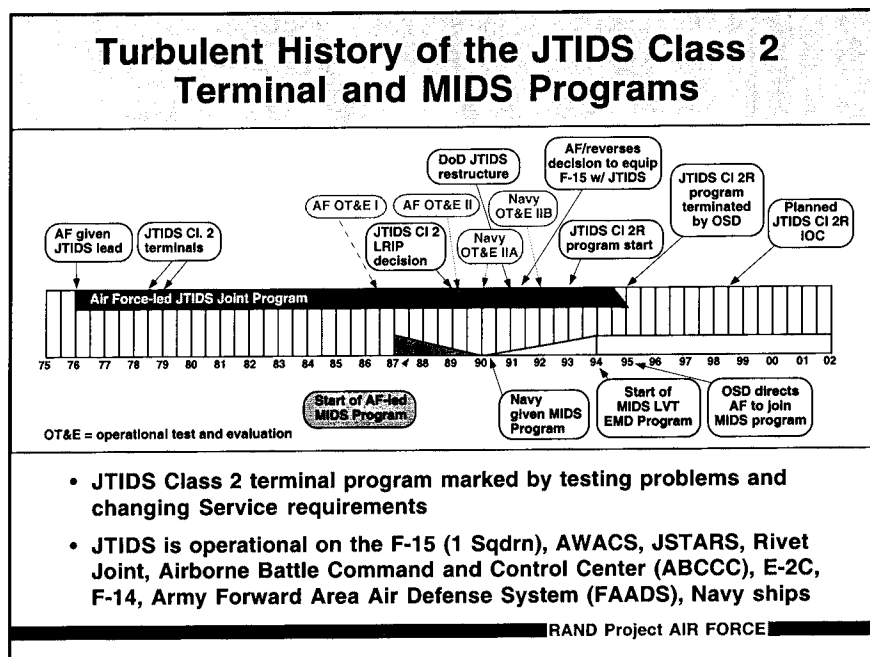 Turbulent History of the JTIDS Class 2
Terminal and MIDS Programs
AF given
JTIDS lead
JTIDS Cl. 2
terminals
AF OT&E I
JTIDS Cl 2
LRIP
decision
AF OT&E II
DoD JTIDS
restructure
Navy
OT&E IIA
Navy
OT&E IIB
AF/reverses
decision to equip
F-15 w/ JTIDS
JTIDS Cl 2R
program start
JTIDS Cl 2R
program
terminated
by OSD
Planned
JTIDS Cl 2R
IOC
Air Force-led JTIDS Joint Program
75 76 77 78 79 80 81 82 83 84 85 86 87 88 89 90 91 92 93 94 95 96 97 98 99 00 01 02
Start of AF-led
MIDS Program
Navy
given MIDS
Program
Start of
MIDS LVT
EMD Program
OSD directs
AF to join
MIDS program
OT&E = operational test and evaluation
• JTIDS Class 2 terminal program marked by testing problems and
changing Service requirements
• JTIDS is operational on the F-15 (1 Sqdrn), AWACS, JSTARS, Rivet
Joint, Airborne Battle Command and Control Center (ABCCC), E-2C,
F-14, Army Forward Area Air Defense System (FAADS), Navy ships
RAND Project AIR FORCE